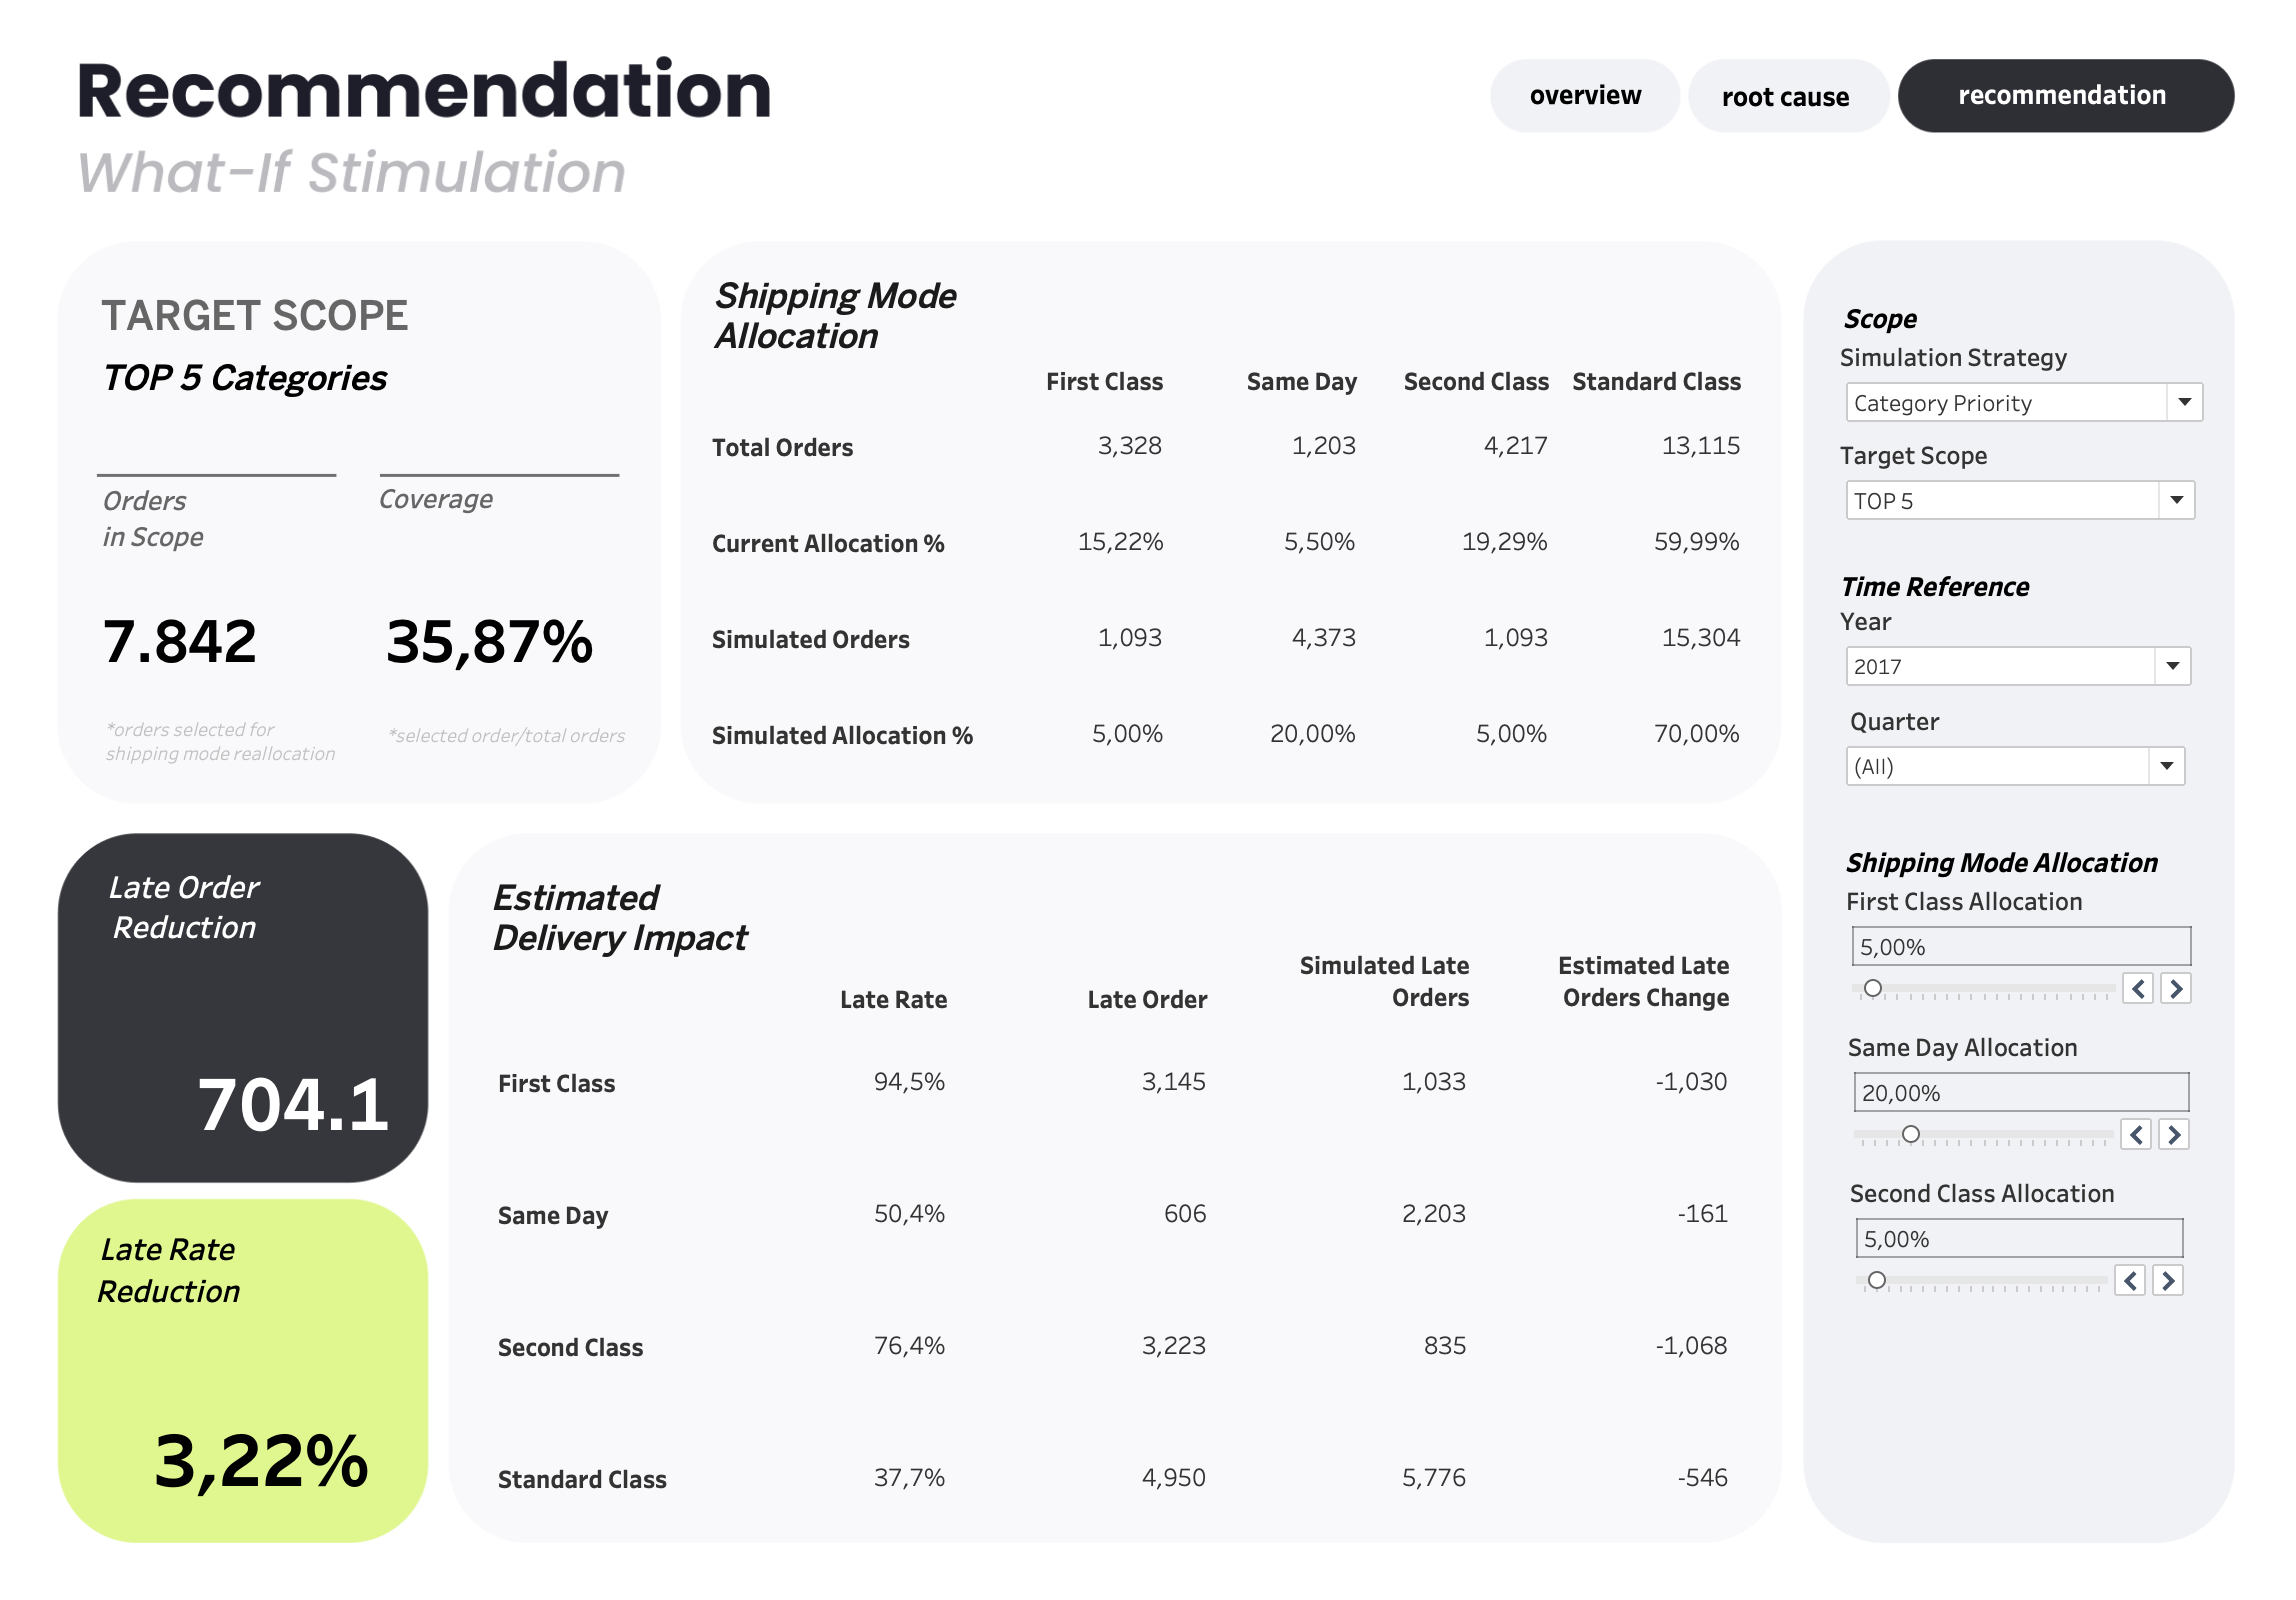 Recommendation
What-If Stimulation
overview
root cause
recommendation
TARGET SCOPE
TOP 5 Categories
Orders
in Scope
Coverage
7.842
35,87%
*orders selected for
shipping mode reallocation
*selected order/total orders
Shipping Mode
Allocation
First Class Same Day Second Class Standard Class
Total Orders 3,328 1,203 4,217 13,115
Current Allocation % 15,22% 5,50% 19,29% 59,99%
Simulated Orders 1,093 4,373 1,093 15,304
Simulated Allocation % 5,00% 20,00% 5,00% 70,00%
Late Order
Reduction
704.1
Late Rate
Reduction
3,22%
Estimated
Delivery Impact
Late Rate Late Order Simulated Late
Orders Estimated Late
Orders Change
First Class 94,5% 3,145 1,033 -1,030
Same Day 50,4% 606 2,203 -161
Second Class 76,4% 3,223 835 -1,068
Standard Class 37,7% 4,950 5,776 -546
Scope
Simulation Strategy
Category Priority
Target Scope
TOP 5
Time Reference
Year
2017
Quarter
(All)
Shipping Mode Allocation
First Class Allocation
5,00%
Same Day Allocation
20,00%
Second Class Allocation
5,00%